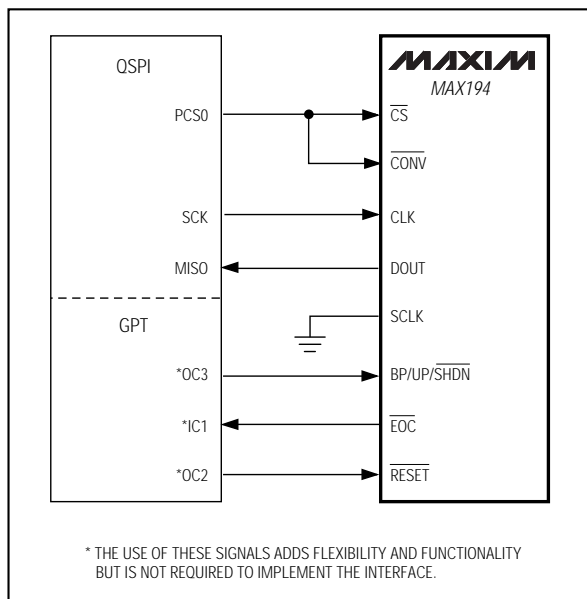 QSPI
MAXIM
MAX194
PCS0
CS
CONV
SCK
CLK
MISO
DOUT
GPT
SCLK
*OC3
BP/UP/SHDN
*IC1
EOC
*OC2
RESET
* THE USE OF THESE SIGNALS ADDS FLEXIBILITY AND FUNCTIONALITY
BUT IS NOT REQUIRED TO IMPLEMENT THE INTERFACE.